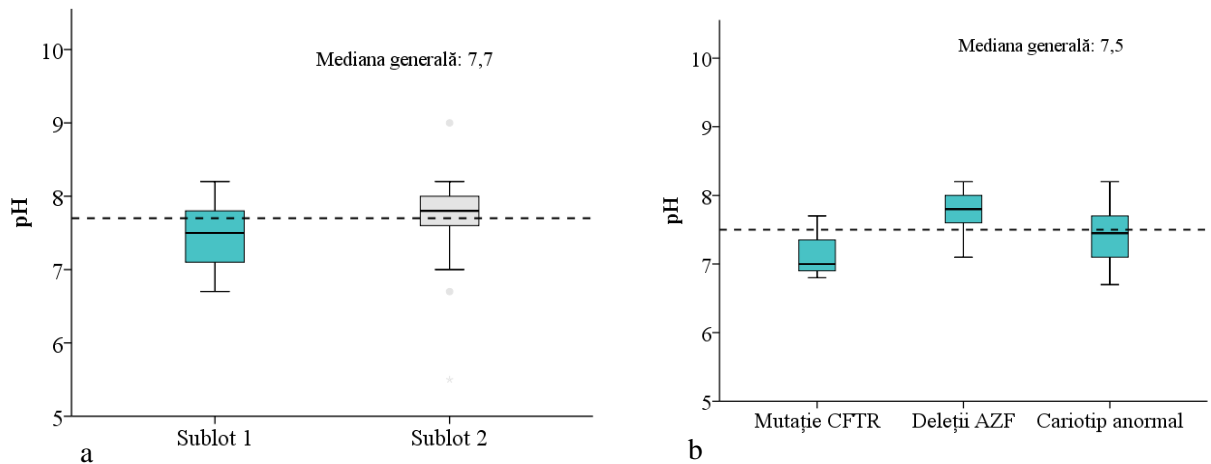 Mediana generală: 7,7
pH
10
9
8
7
6
5
Sublot 1
Sublot 2
a
Mediana generală: 7,5
pH
10
9
8
7
6
5
Mutație CFTR
Deleții AZF
Cariotip anormal
b